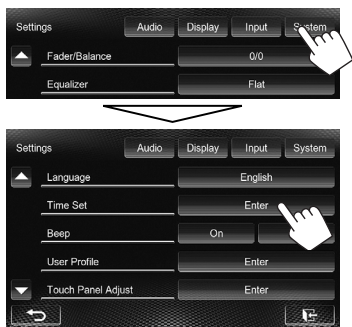 Settings Audio Display Input System
Fader/Balance 0/0
Equalizer Flat
Settings Audio Display Input System
Language English
Time Set Enter
Beep On
User Profile Enter
Touch Panel Adjust Enter